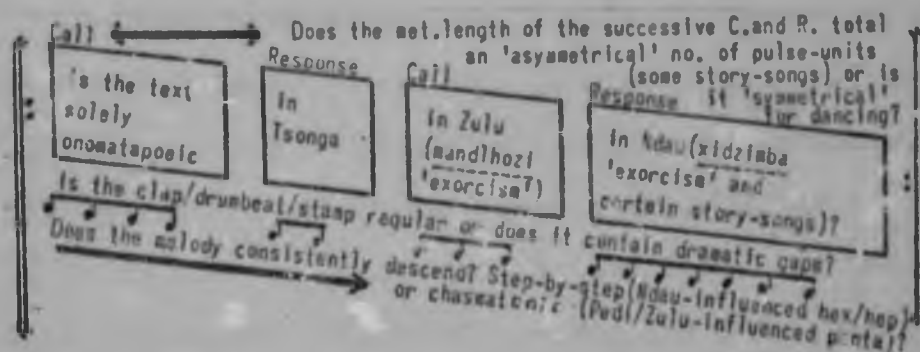 Call Does the met.length of the successive C.and R. total
an 'asymmetrical' no. of pulse-units
(some story-songs) or is
it 'symetrical'
for dancing?
Response
Call
Response
Is the text
solely
onomatapoeic
In
Tsonga
In Zulu
(mandlhozi
'exorcism')
In Ndau(xidzimba
'exorcism' and
certain story-songs)?
Is the clap/drumbeat/stamp regular or does it contain dramatic gaps?
Does the melody consistently descend? Step-by-step(Ndau-influenced hex/hep)
or chasmatonic (Pedi/Zulu-influenced penta)?